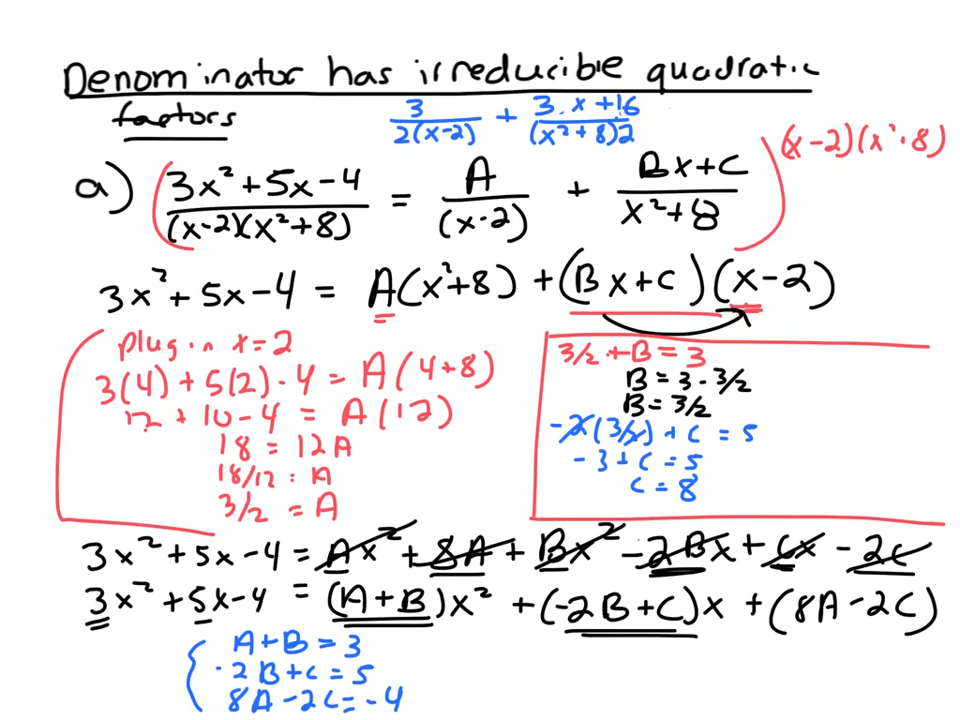 Denominator has irreducible quadratic
factors
3/2(x-2) + 3x+16/(x²+8)2
a) (3x²+5x-4/(x-2)(x²+8) = A/(x-2) + Bx+C/x²+8) (x-2)(x²+8)
3x²+5x-4 = A(x²+8) + (Bx+C)(x-2)
plug in x=2
3(4) + 5(2) - 4 = A(4+8)
12 + 10 - 4 = A(12)
18 = 12A
18/12 = A
3/2 = A
3/2 + B = 3
B = 3 - 3/2
B = 3/2
-2(3/2) + C = 5
-3 + C = 5
C = 8
3x²+5x-4 = Ax² + 8A + Bx² - 2Bx + Cx - 2C
3x²+5x-4 = (A+B)x² + (-2B+C)x + (8A-2C)
A+B = 3
-2B+C = 5
8A-2C = -4